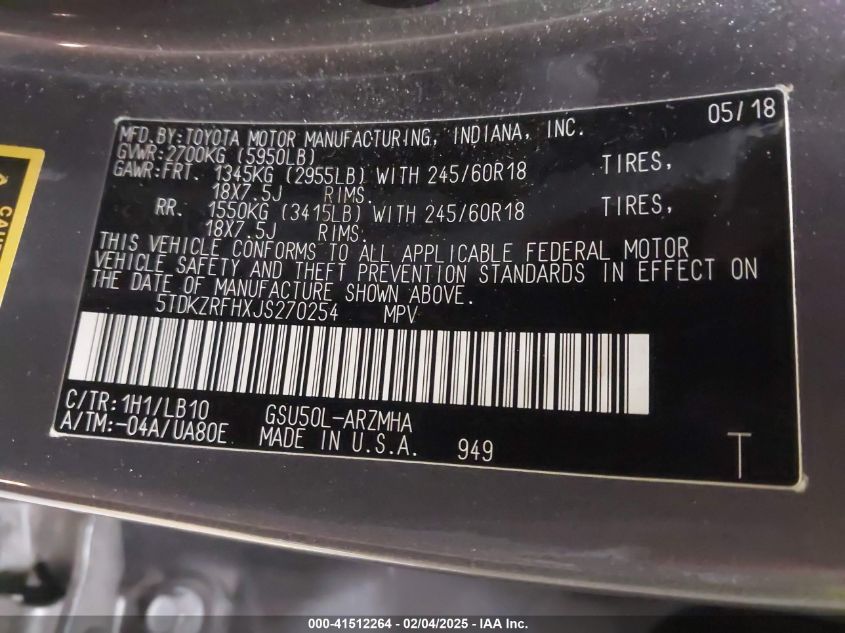 05/18
MFD.BY:TOYOTA MOTOR MANUFACTURING, INDIANA, INC.
GVWR:2700KG (5950LB)
GAWR:FRT. 1345KG (2955LB) WITH 245/60R18 TIRES,
18X7.5J RIMS.
RR. 1550KG (3415LB) WITH 245/60R18 TIRES,
18X7.5J RIMS.
THIS VEHICLE CONFORMS TO ALL APPLICABLE FEDERAL MOTOR
VEHICLE SAFETY AND THEFT PREVENTION STANDARDS IN EFFECT ON
THE DATE OF MANUFACTURE SHOWN ABOVE.
5TDKZRFHXJS270254 MPV
C/TR:1H1/LB10 GSU50L-ARZMHA
A/TM:-04A/UA80E MADE IN U.S.A. 949 T
000-41512264 - 02/04/2025 - IAA Inc.